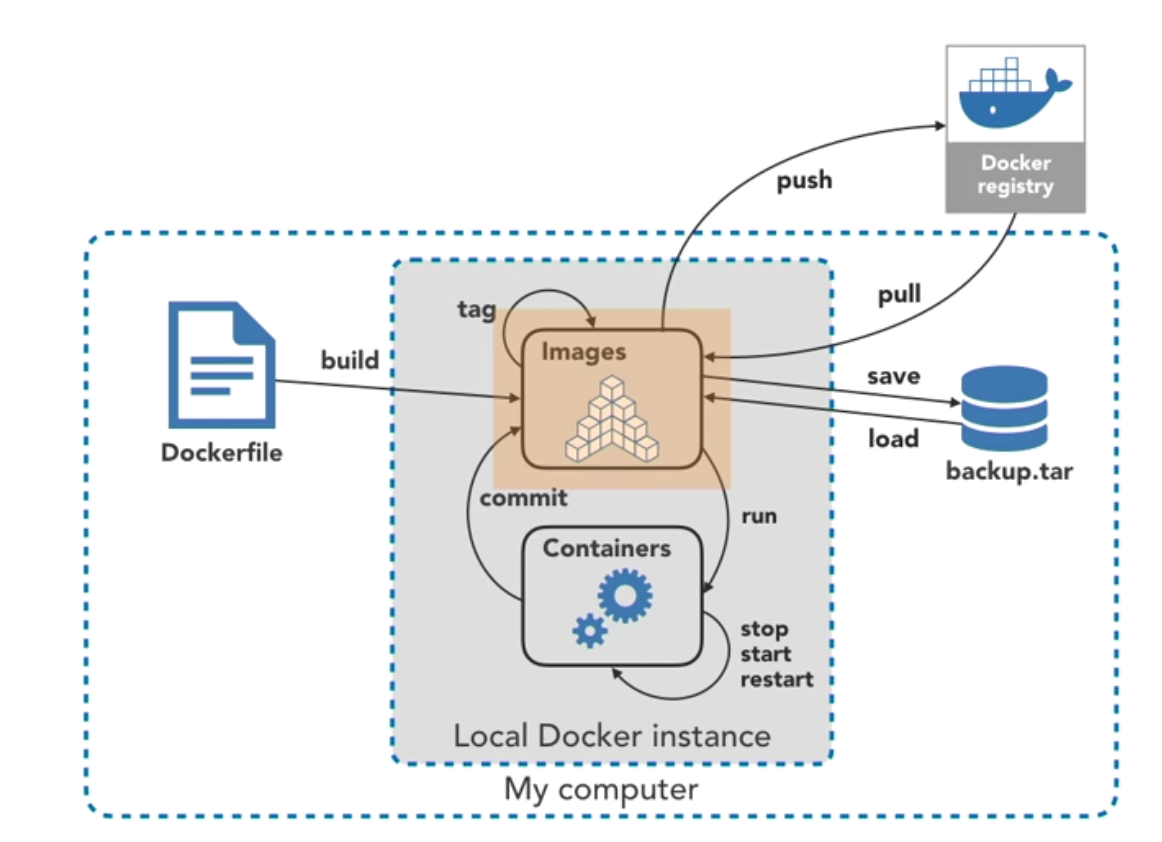 Docker
registry
push
pull
tag
Images
build
save
load
Dockerfile
backup.tar
commit
run
Containers
stop
start
restart
Local Docker instance
My computer